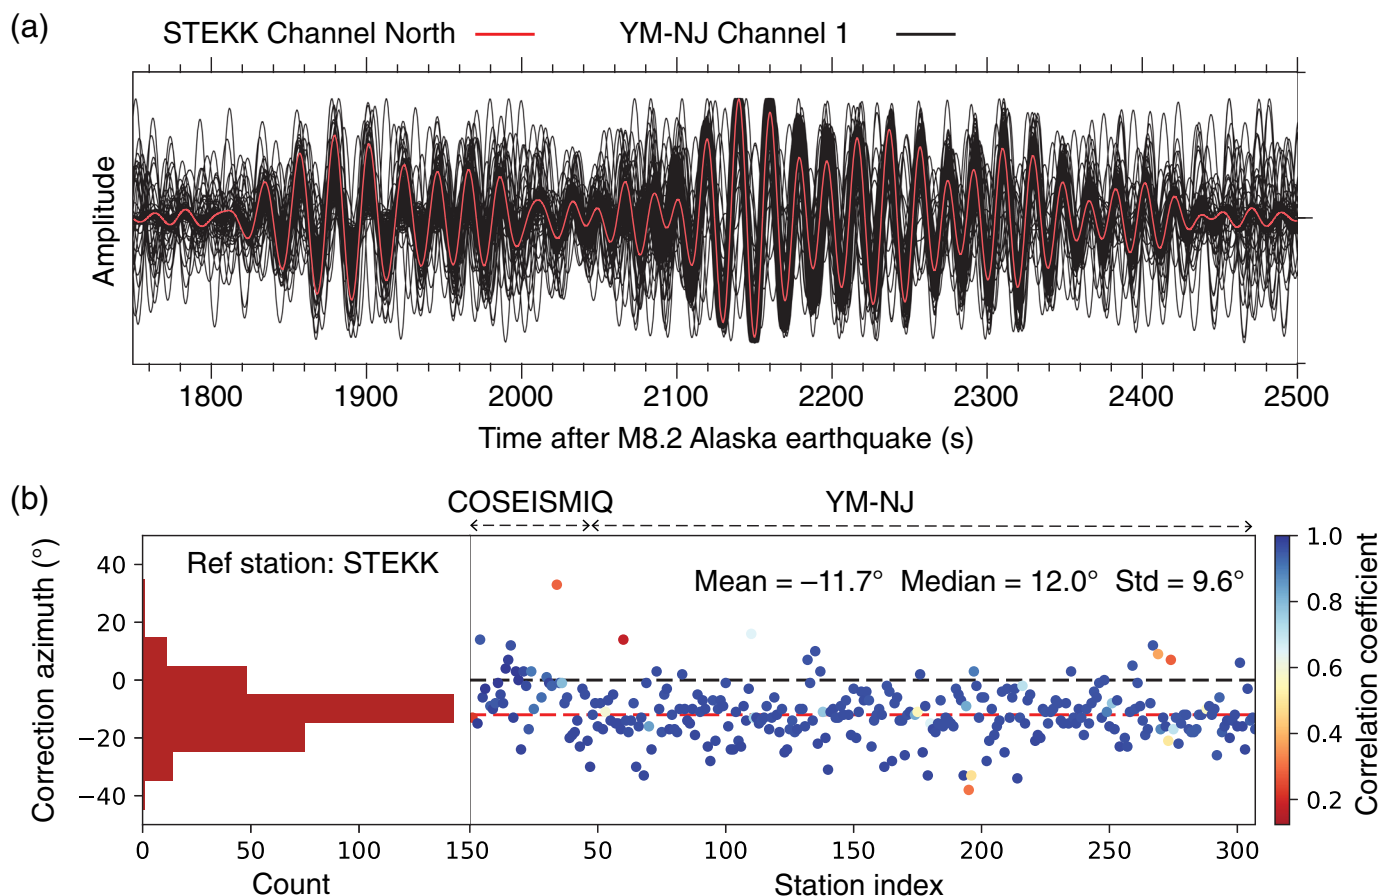 (a)
STEKK Channel North YM-NJ Channel 1
Amplitude
1800 1900 2000 2100 2200 2300 2400 2500
Time after M8.2 Alaska earthquake (s)
(b)
COSEISMIQ YM-NJ
Correction azimuth (°)
40
20
0
−20
−40
Ref station: STEKK
Mean = −11.7° Median = 12.0° Std = 9.6°
0 50 100 150 50 100 150 200 250 300
Count Station index
1.0
0.8
0.6
0.4
0.2
Correlation coefficient